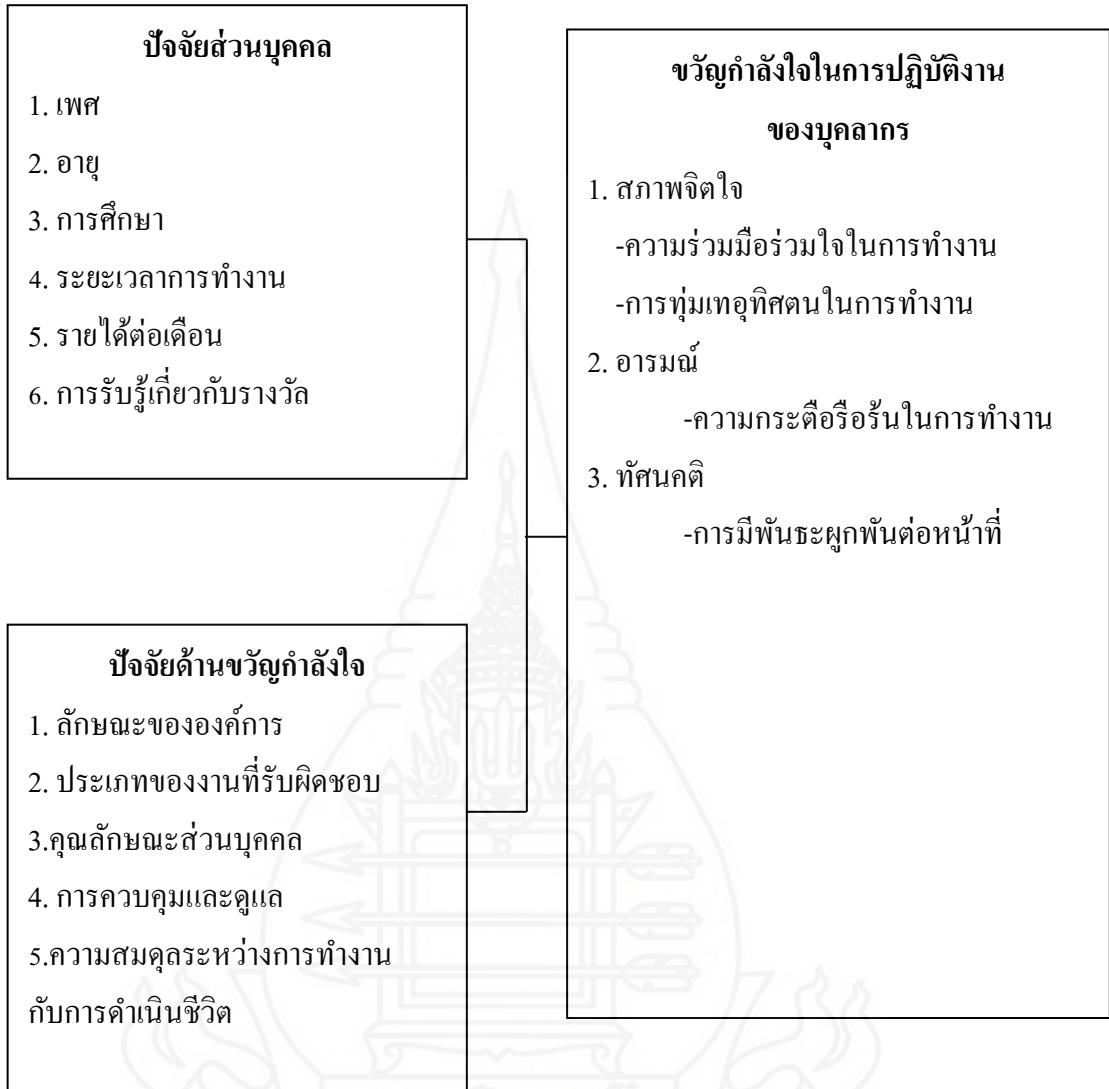 ปัจจัยส่วนบุคคล
1. เพศ
2. อายุ
3. การศึกษา
4. ระยะเวลาการทำงาน
5. รายได้ต่อเดือน
6. การรับรู้เกี่ยวกับรางวัล
ปัจจัยด้านขวัญกำลังใจ
1. ลักษณะขององค์การ
2. ประเภทของงานที่รับผิดชอบ
3.คุณลักษณะส่วนบุคคล
4. การควบคุมและดูแล
5.ความสมดุลระหว่างการทำงาน
กับการดำเนินชีวิต
ขวัญกำลังใจในการปฏิบัติงาน
ของบุคลากร
1. สภาพจิตใจ
-ความร่วมมือร่วมใจในการทำงาน
-การทุ่มเทอุทิศตนในการทำงาน
2. อารมณ์
-ความกระตือรือร้นในการทำงาน
3. ทัศนคติ
-การมีพันธะผูกพันต่อหน้าที่